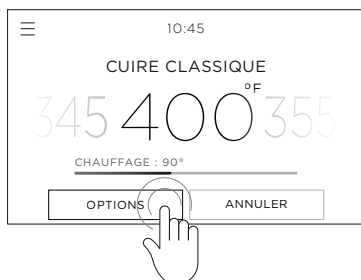 10:45
CUIRE CLASSIQUE
345 400°F 355
CHAUFFAGE : 90°
OPTIONS ANNULER